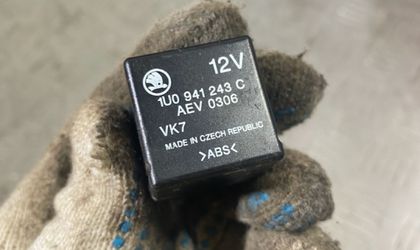 12V
1U0 941 243 C
AEV 0306
VK7
MADE IN CZECH REPUBLIC
>ABS<